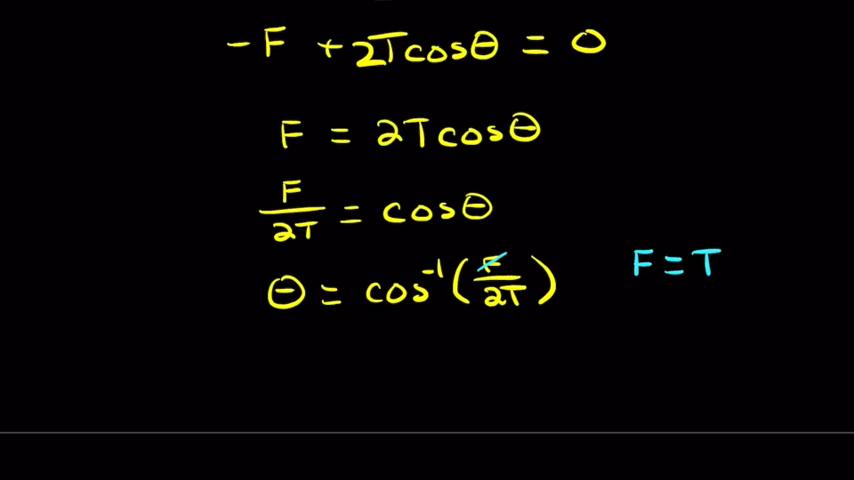 -F + 2Tcosθ = 0
F = 2Tcosθ
F/2T = cosθ
θ = cos⁻¹(F/2T) F = T